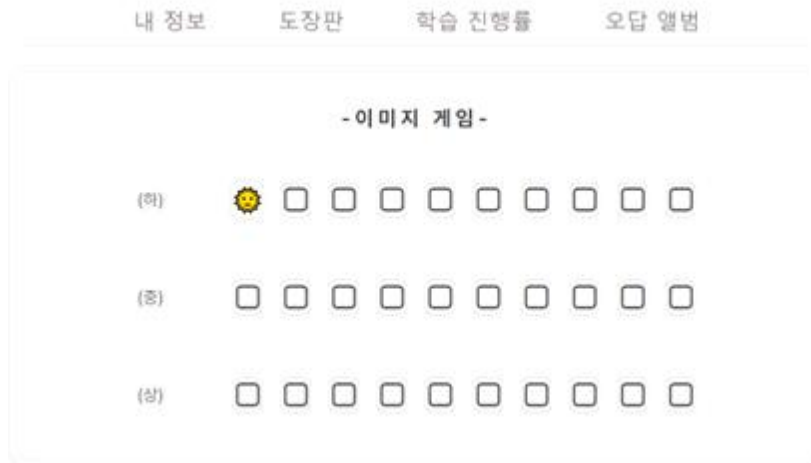 내 정보 도장판 학습 진행률 오답 앨범
-이미지 게임-
(하)
(중)
(상)